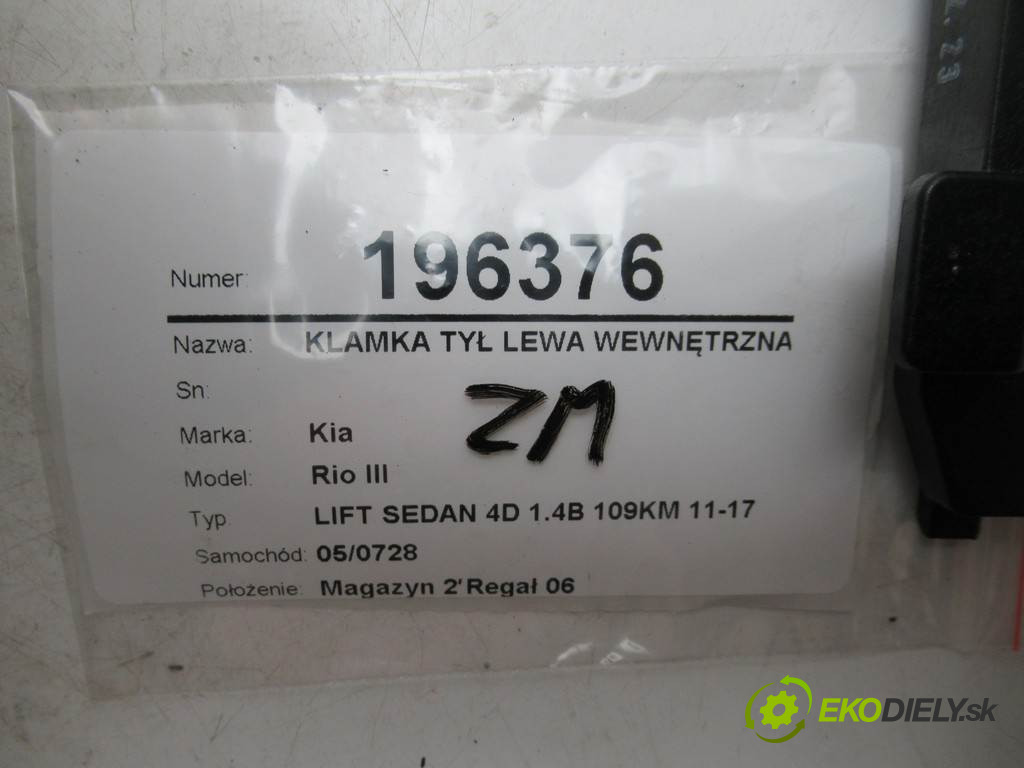 Z.23
Numer: 196376
Nazwa: KLAMKA TYŁ LEWA WEWNĘTRZNA
Sn:
ZM
Marka: Kia
Model: Rio III
Typ LIFT SEDAN 4D 1.4B 109KM 11-17
Samochód: 05/0728
Położenie: Magazyn 2'Regał 06
EKODIELY.sk